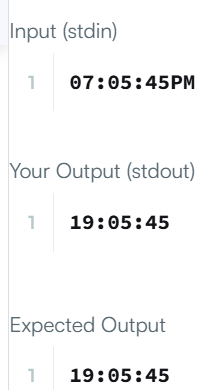 Input (stdin)
1 07:05:45PM
Your Output (stdout)
1 19:05:45
Expected Output
1 19:05:45